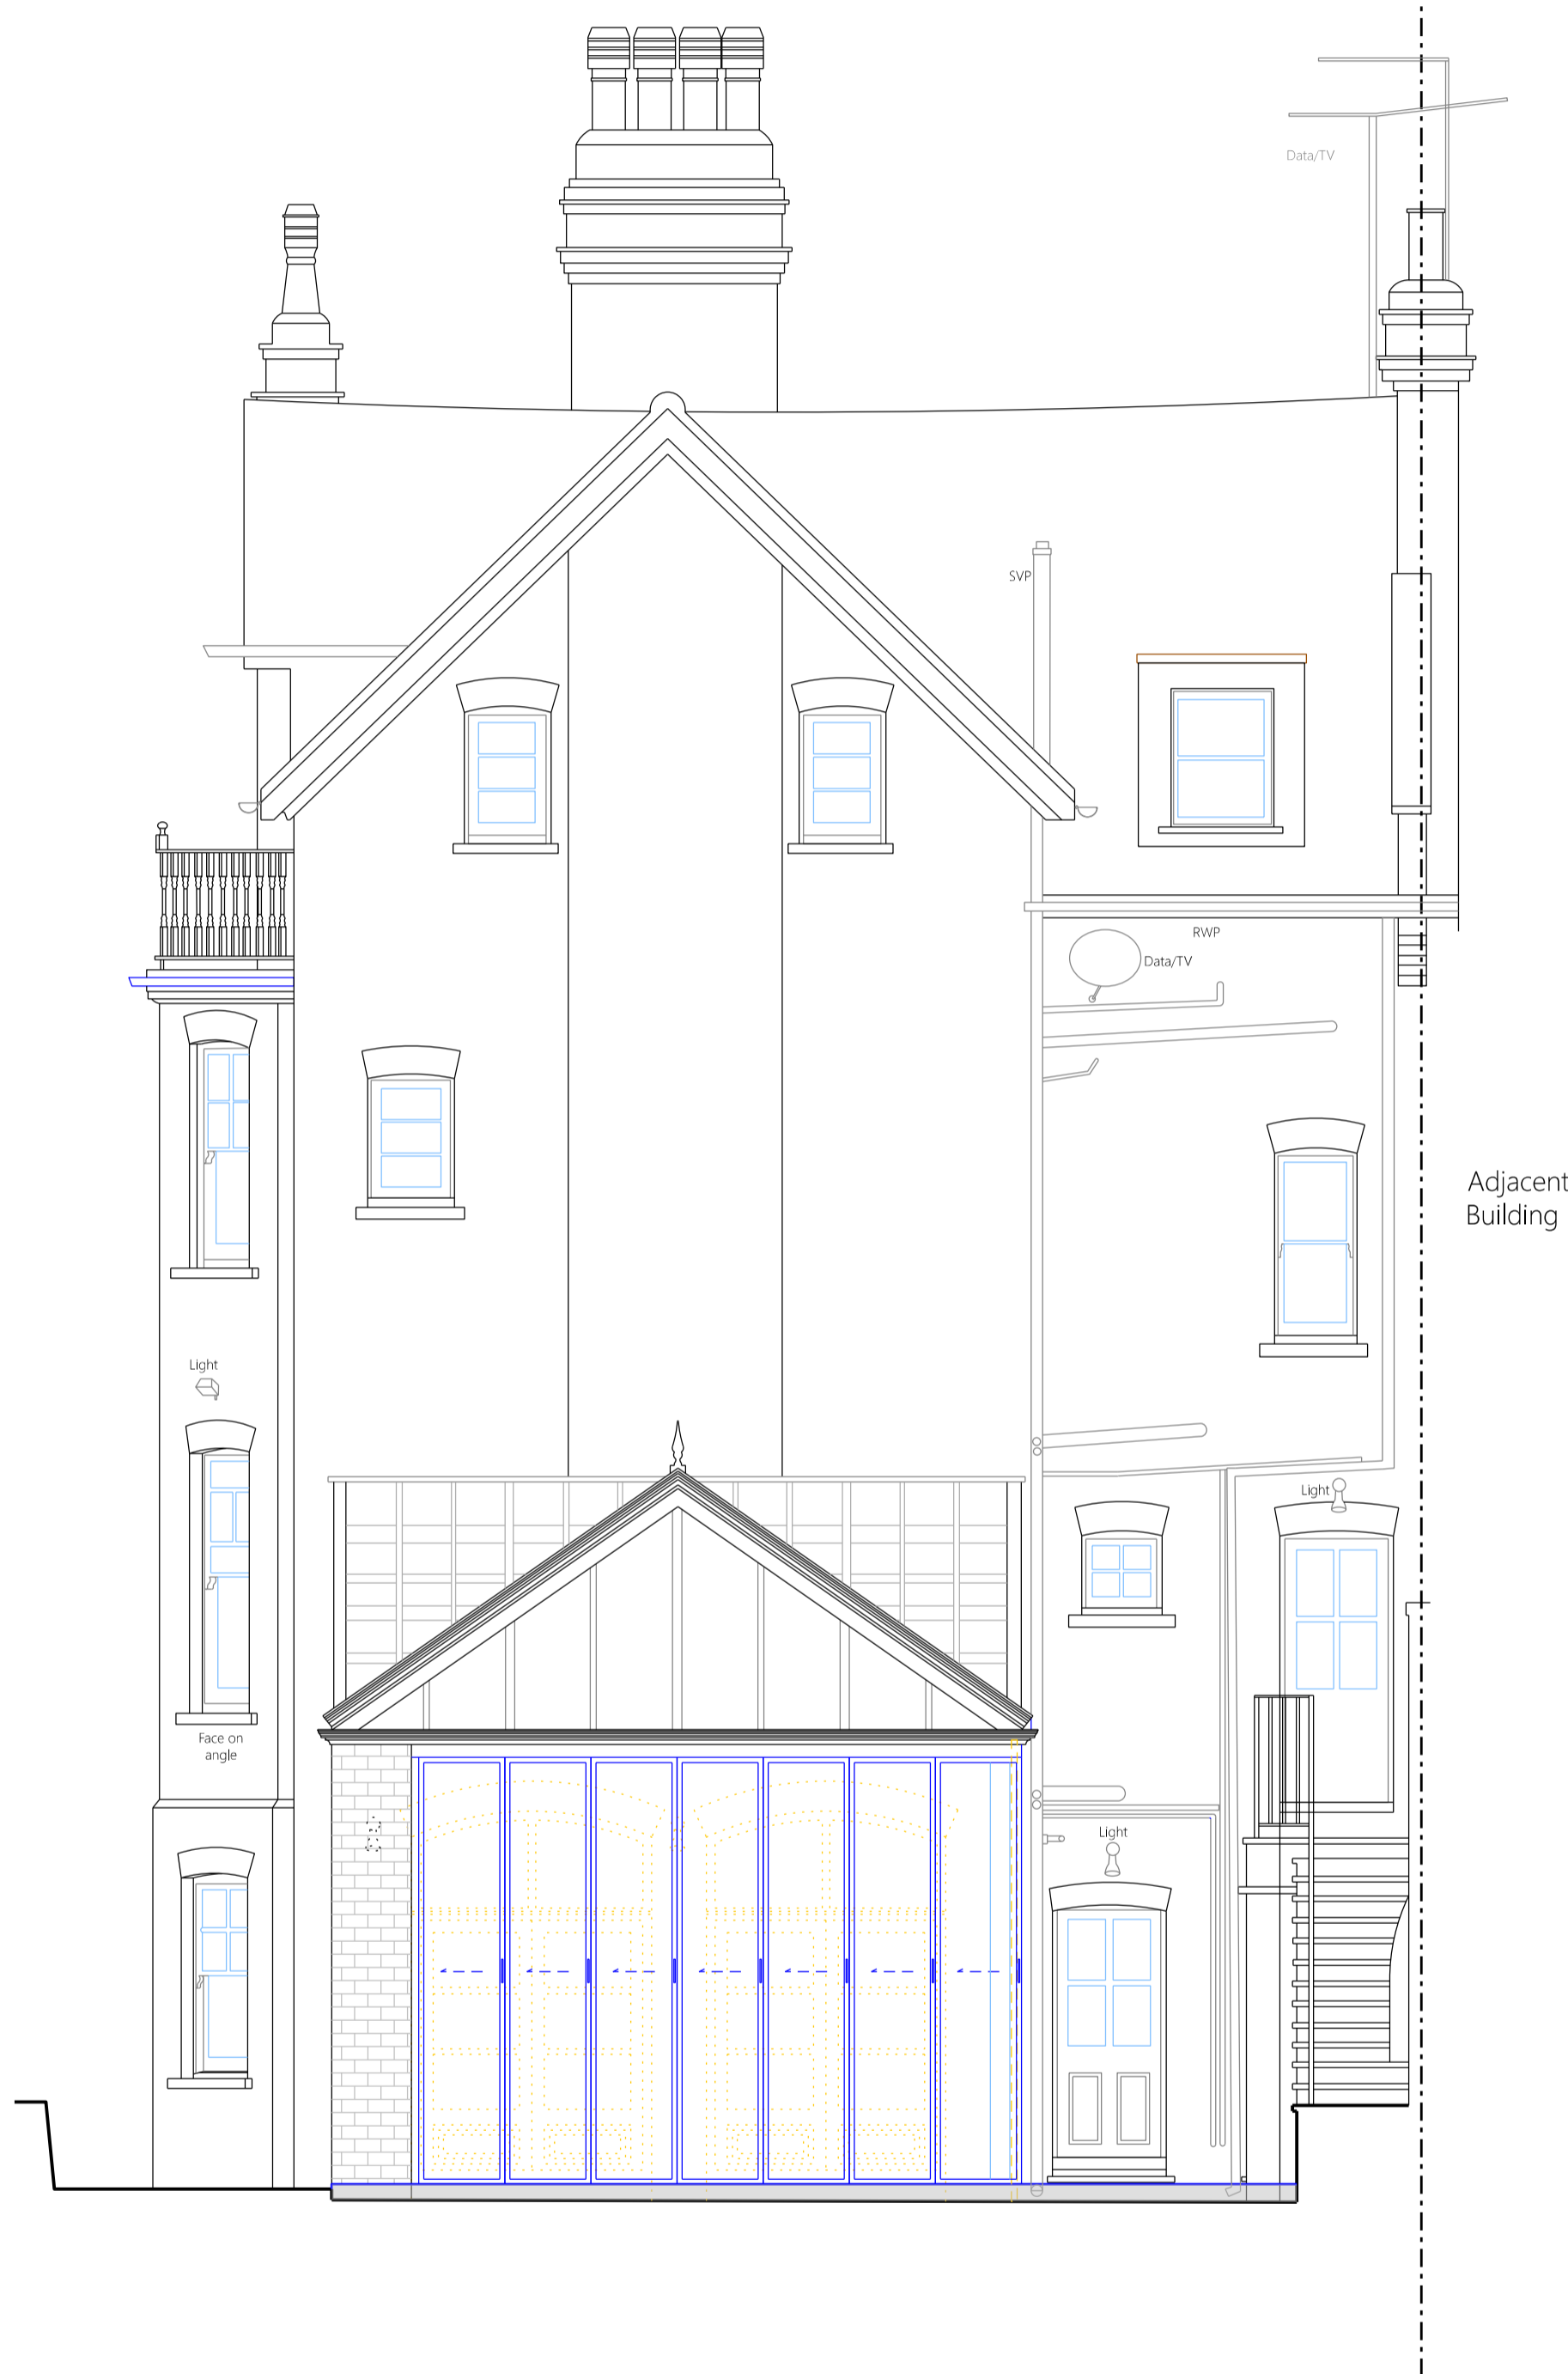 Data/TV
SVP
RWP
Data/TV
Adjacent
Building
Light
Light
Face on
angle
Light